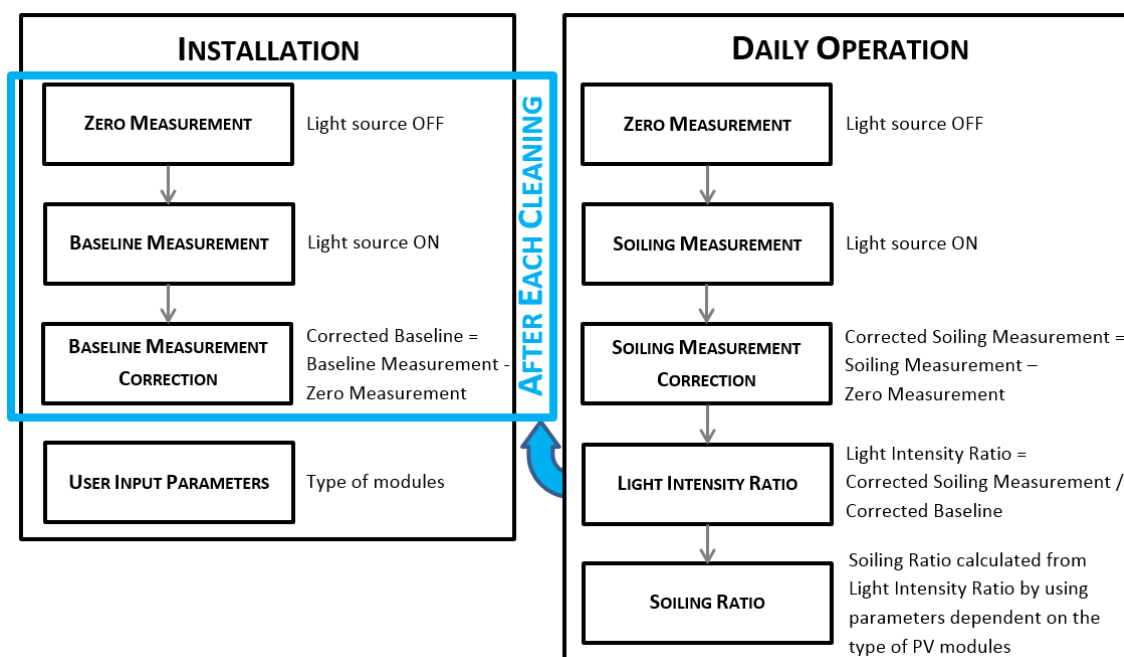 INSTALLATION
ZERO MEASUREMENT
Light source OFF
BASELINE MEASUREMENT
Light source ON
BASELINE MEASUREMENT
CORRECTION
Corrected Baseline =
Baseline Measurement -
Zero Measurement
AFTER EACH CLEANING
USER INPUT PARAMETERS
Type of modules
DAILY OPERATION
ZERO MEASUREMENT
Light source OFF
SOILING MEASUREMENT
Light source ON
SOILING MEASUREMENT
CORRECTION
Corrected Soiling Measurement =
Soiling Measurement –
Zero Measurement
LIGHT INTENSITY RATIO
Light Intensity Ratio =
Corrected Soiling Measurement /
Corrected Baseline
SOILING RATIO
Soiling Ratio calculated from
Light Intensity Ratio by using
parameters dependent on the
type of PV modules